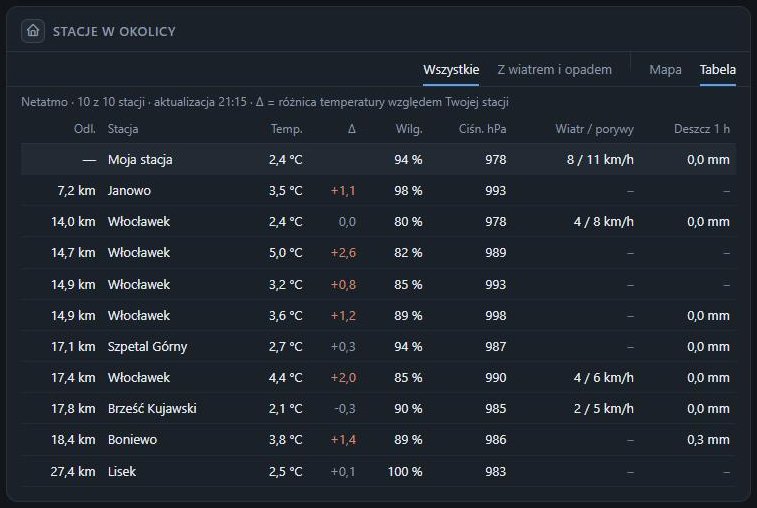 STACJE W OKOLICY
Wszystkie Z wiatrem i opadem Mapa Tabela
Netatmo · 10 z 10 stacji · aktualizacja 21:15 · Δ = różnica temperatury względem Twojej stacji
Odl. Stacja Temp. Δ Wilg. Ciśn. hPa Wiatr / porywy Deszcz 1 h
— Moja stacja 2,4 °C 94 % 978 8 / 11 km/h 0,0 mm
7,2 km Janowo 3,5 °C +1,1 98 % 993 – –
14,0 km Włocławek 2,4 °C 0,0 80 % 978 4 / 8 km/h 0,0 mm
14,7 km Włocławek 5,0 °C +2,6 82 % 989 – –
14,9 km Włocławek 3,2 °C +0,8 85 % 993 – –
14,9 km Włocławek 3,6 °C +1,2 89 % 998 – 0,0 mm
17,1 km Szpetal Górny 2,7 °C +0,3 94 % 987 – 0,0 mm
17,4 km Włocławek 4,4 °C +2,0 85 % 990 4 / 6 km/h 0,0 mm
17,8 km Brześć Kujawski 2,1 °C -0,3 90 % 985 2 / 5 km/h 0,0 mm
18,4 km Boniewo 3,8 °C +1,4 89 % 986 – 0,3 mm
27,4 km Lisek 2,5 °C +0,1 100 % 983 – –